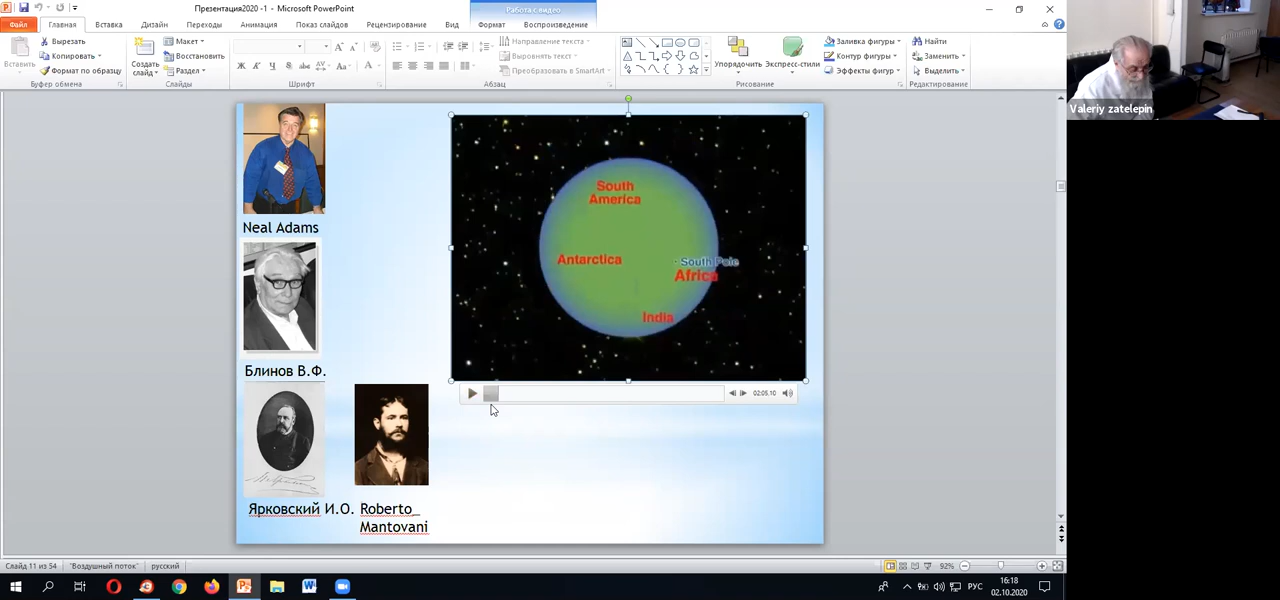 Презентация2020 -1 - Microsoft PowerPoint
Работа с видео
Файл
Главная
Вставка
Дизайн
Переходы
Анимация
Показ слайдов
Рецензирование
Вид
Формат
Воспроизведение
Вставить
Вырезать
Копировать
Формат по образцу
Буфер обмена
Создать слайд
Макет
Восстановить
Раздел
Слайды
Шрифт
Направление текста
Выровнять текст
Преобразовать в SmartArt
Абзац
Упорядочить
Экспресс-стили
Заливка фигуры
Контур фигуры
Эффекты фигур
Рисование
Найти
Заменить
Выделить
Редактирование
Valeriy zatelepin
Neal Adams
Блинов В.Ф.
Ярковский И.О.
Roberto
Mantovani
South
America
Antarctica
South Pole
Africa
India
02:05,10
Слайд 11 из 54
"Воздушный поток"
русский
92%
РУС
16:18
02.10.2020